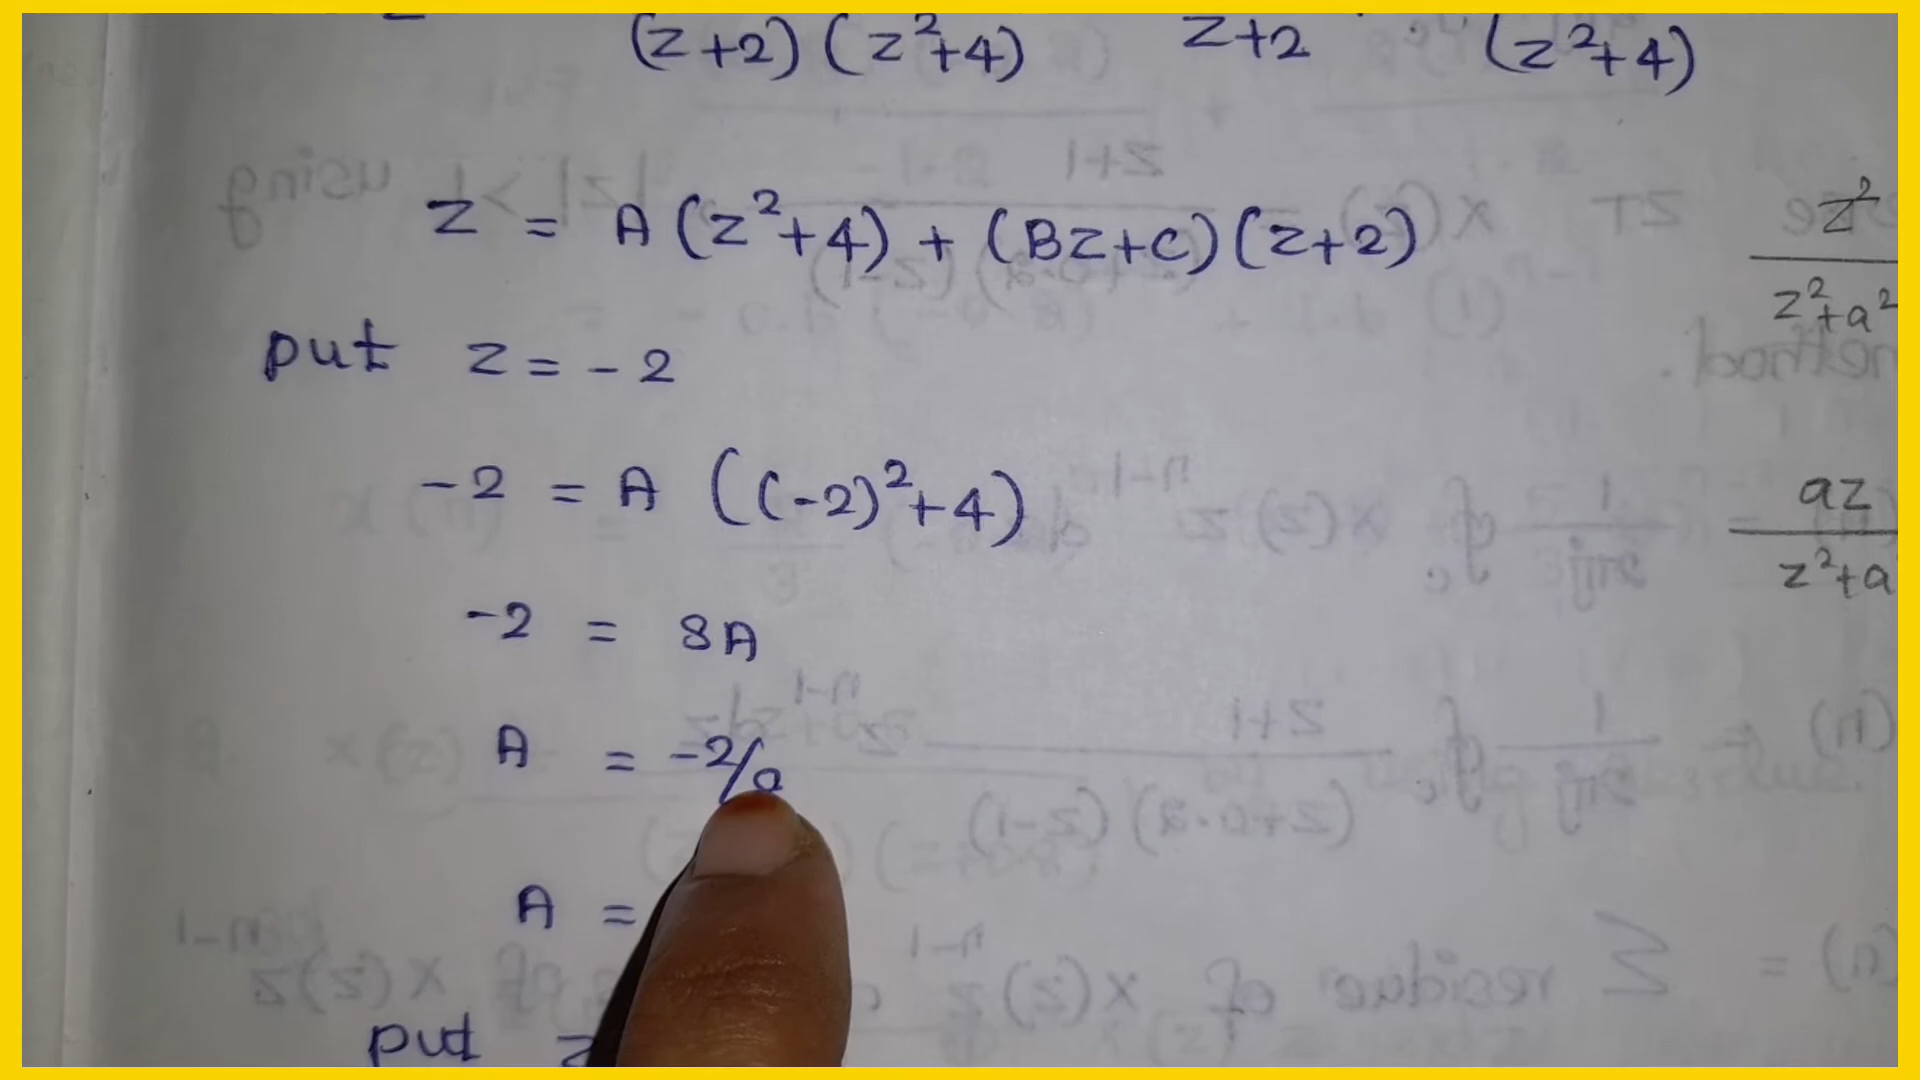 (z+2) (z²+4) z+2 (z²+4)
z = A (z²+4) + (Bz+c) (z+2)
put z = -2
-2 = A ((-2)²+4)
-2 = 8A
A = -2/
A =
put z
z²
z²+a²
az
z²+a